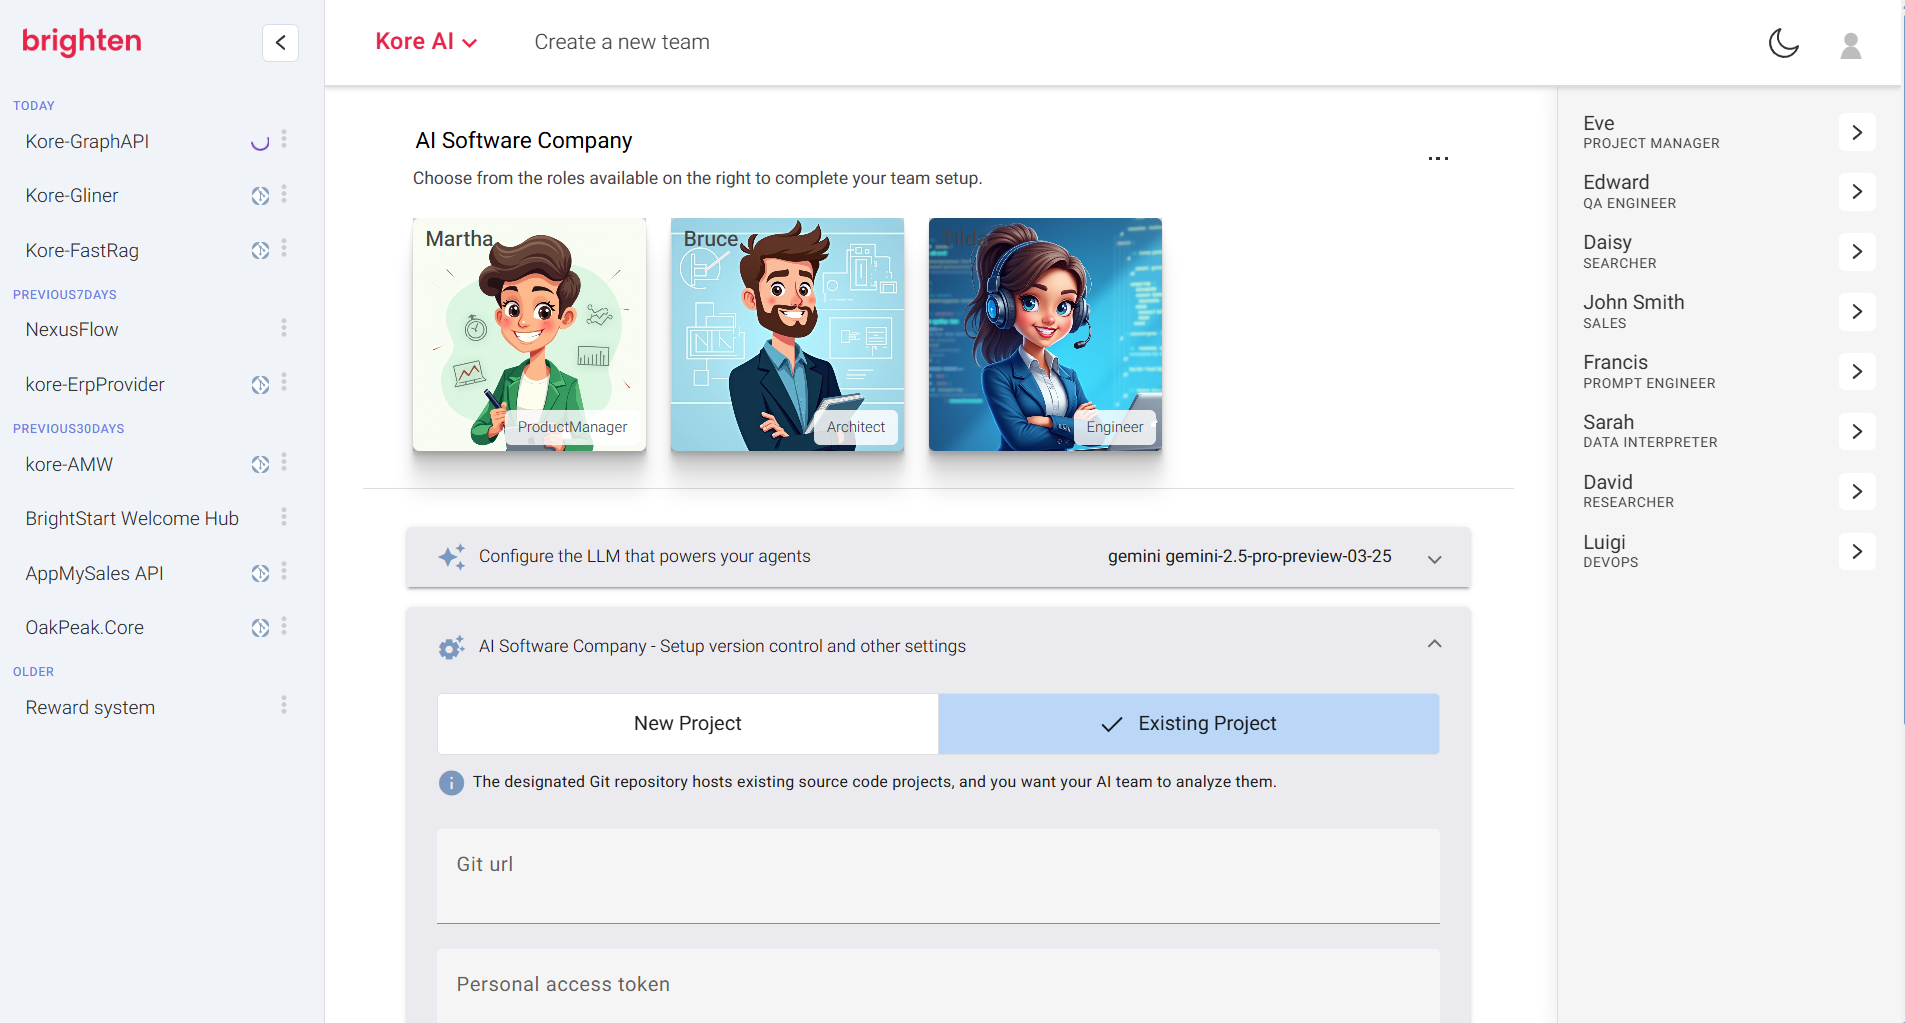 brighten
Kore AI
Create a new team
TODAY
Kore-GraphAPI
Kore-Gliner
Kore-FastRag
PREVIOUS7DAYS
NexusFlow
kore-ErpProvider
PREVIOUS30DAYS
kore-AMW
BrightStart Welcome Hub
AppMySales API
OakPeak.Core
OLDER
Reward system
AI Software Company
Choose from the roles available on the right to complete your team setup.
Martha
ProductManager
Bruce
Architect
Tilda
Engineer
Configure the LLM that powers your agents
gemini gemini-2.5-pro-preview-03-25
AI Software Company - Setup version control and other settings
New Project
Existing Project
The designated Git repository hosts existing source code projects, and you want your AI team to analyze them.
Git url
Personal access token
Eve
PROJECT MANAGER
Edward
QA ENGINEER
Daisy
SEARCHER
John Smith
SALES
Francis
PROMPT ENGINEER
Sarah
DATA INTERPRETER
David
RESEARCHER
Luigi
DEVOPS